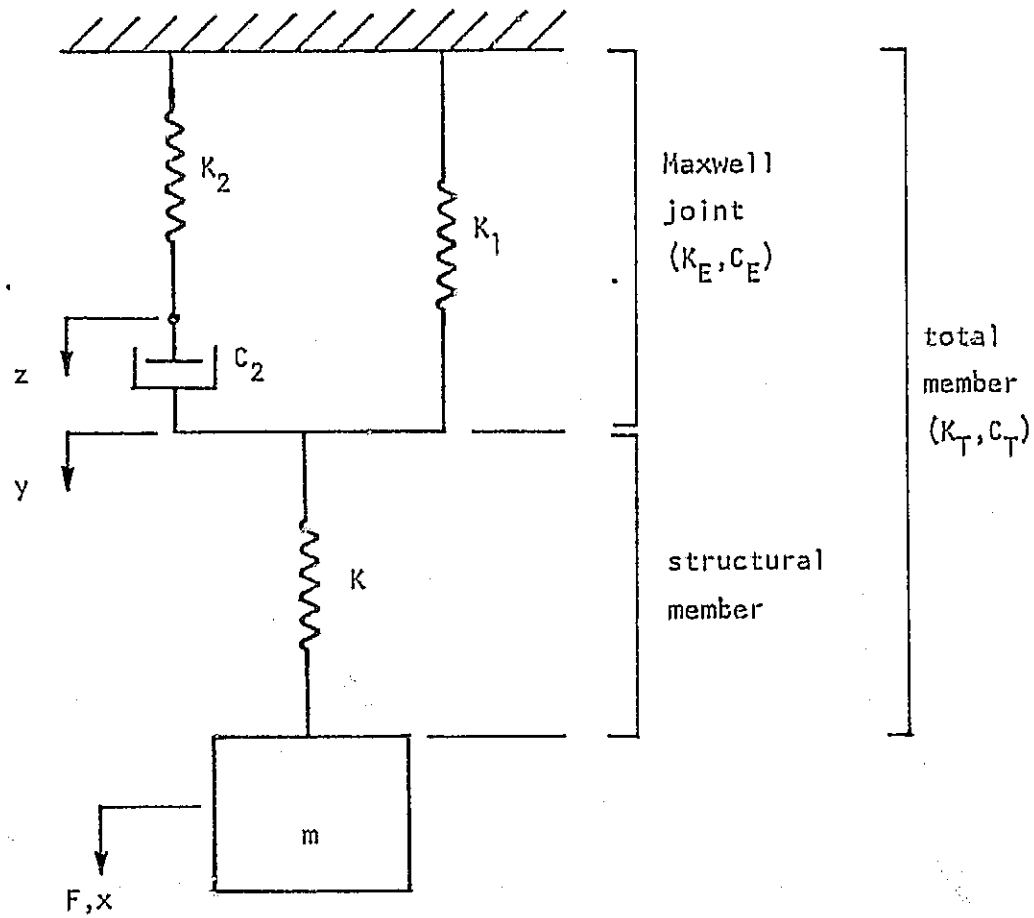 K2
K1
Maxwell
joint
(KE,CE)
z
C2
total
member
(KT,CT)
y
K
structural
member
m
F,x